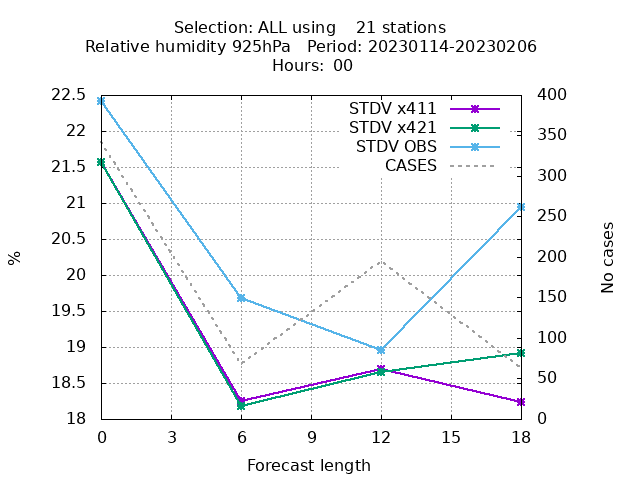 Selection: ALL using    21 stations
Relative humidity 925hPa   Period: 20230114-20230206
Hours:  00
22.5
22
21.5
21
20.5
20
19.5
19
18.5
18
%
STDV x411
STDV x421
STDV OBS
CASES
400
350
300
250
200
150
100
50
0
No cases
0 3 6 9 12 15 18
Forecast length